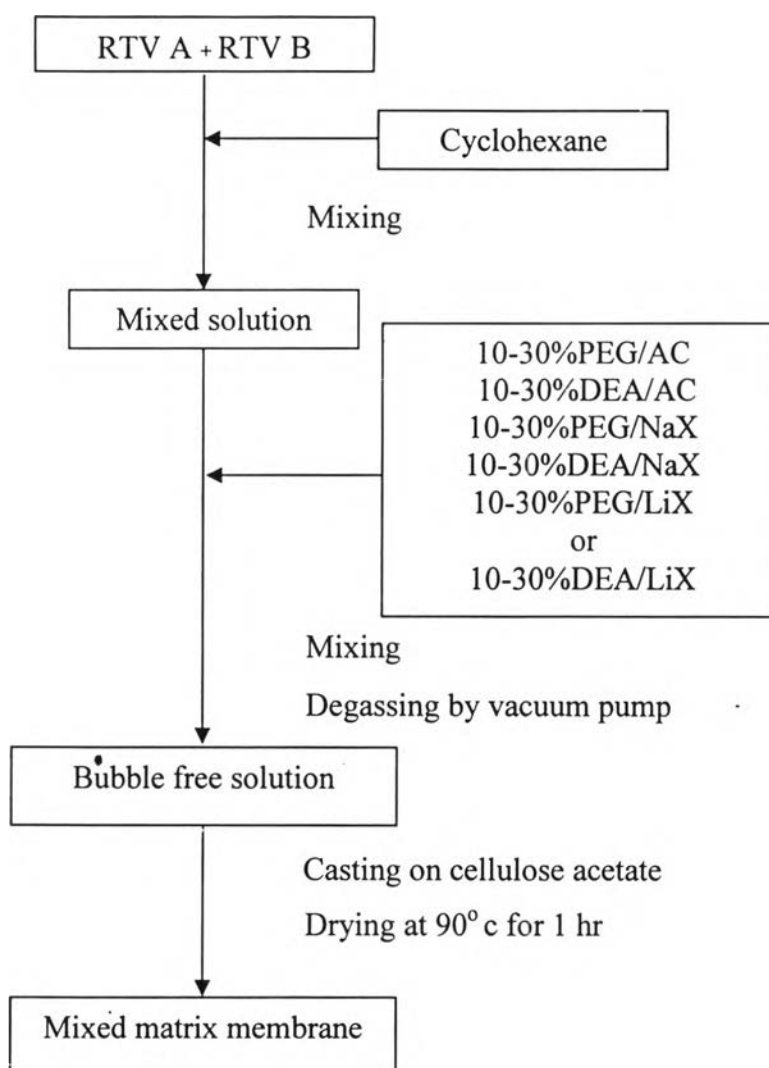 RTV A + RTV B
Cyclohexane
Mixing
Mixed solution
10-30%PEG/AC
10-30%DEA/AC
10-30%PEG/NaX
10-30%DEA/NaX
10-30%PEG/LiX
or
10-30%DEA/LiX
Mixing
Degassing by vacuum pump
Bubble free solution
Casting on cellulose acetate
Drying at 90° c for 1 hr
Mixed matrix membrane